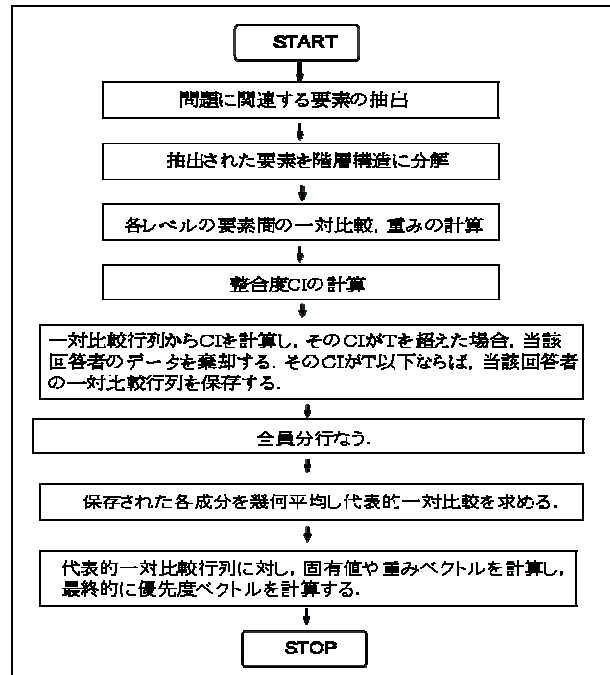 START
問題に関連する要素の抽出
抽出された要素を階層構造に分解
各レベルの要素間の一対比較, 重みの計算
整合度CIの計算
一対比較行列からCIを計算し, そのCIがTを超えた場合, 当該
回答者のデータを棄却する. そのCIがT以下ならば, 当該回答者
の一対比較行列を保存する.
全員分行なう.
保存された各成分を幾何平均し代表的一対比較を求める.
代表的一対比較行列に対し, 固有値や重みベクトルを計算し,
最終的に優先度ベクトルを計算する.
STOP